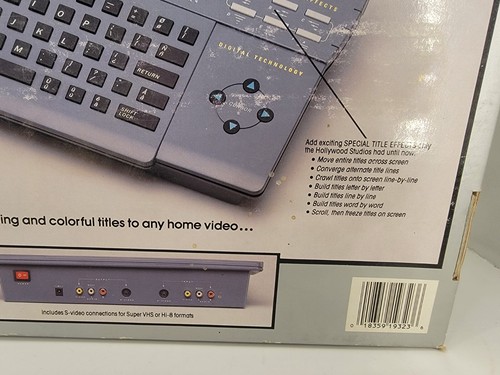 EFFECTS
DIGITAL TECHNOLOGY
I O P
K L
M
RETURN
SHIFT
LOCK
CURSOR
Add exciting SPECIAL TITLE EFFECTS only
the Hollywood Studios had until now:
• Move entire titles across screen
• Converge alternate title lines
• Crawl titles onto screen line-by-line
• Build titles letter by letter
• Build titles line by line
• Build titles word by word
• Scroll, then freeze titles on screen
ing and colorful titles to any home video...
Includes S-video connections for Super VHS or Hi-8 formats
0 18359 19323